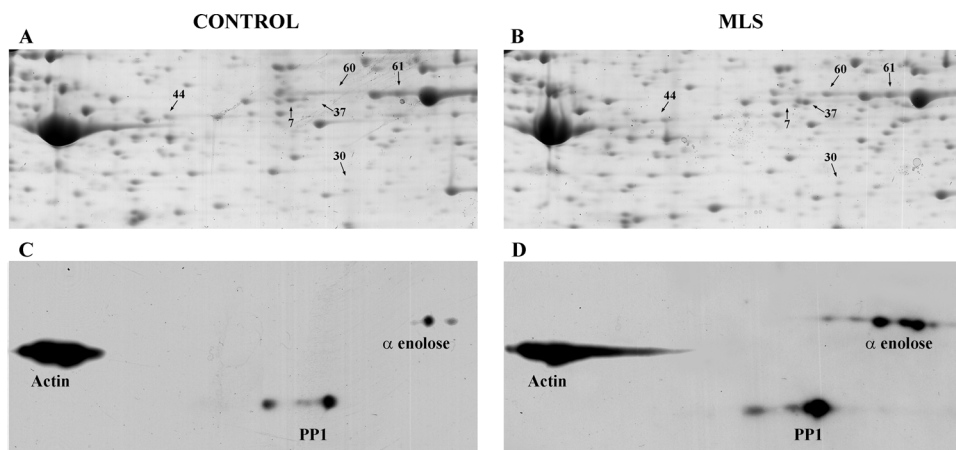 CONTROL
MLS
A
60
61
44
7
37
30
B
60
61
44
7
37
30
C
α enolose
Actin
PP1
D
α enolose
Actin
PP1